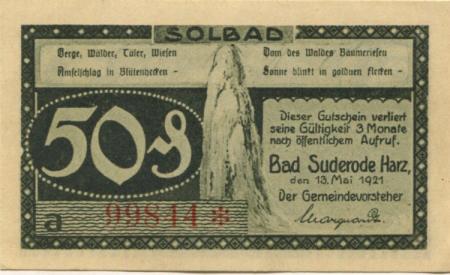 SOLBAD
Berge, Wälder, Täler, Wiesen
Amselschlag in Blütenhecken -
Dom des Waldes Baumeriesen
Sonne blinkt in goldnen Flecken -
50 ₰
Dieser Gutschein verliert
seine Gültigkeit 3 Monate
nach öffentlichem Aufruf.
Bad Suderode Harz,
den 13. Mai 1921
Der Gemeindevorsteher
a
99844 *